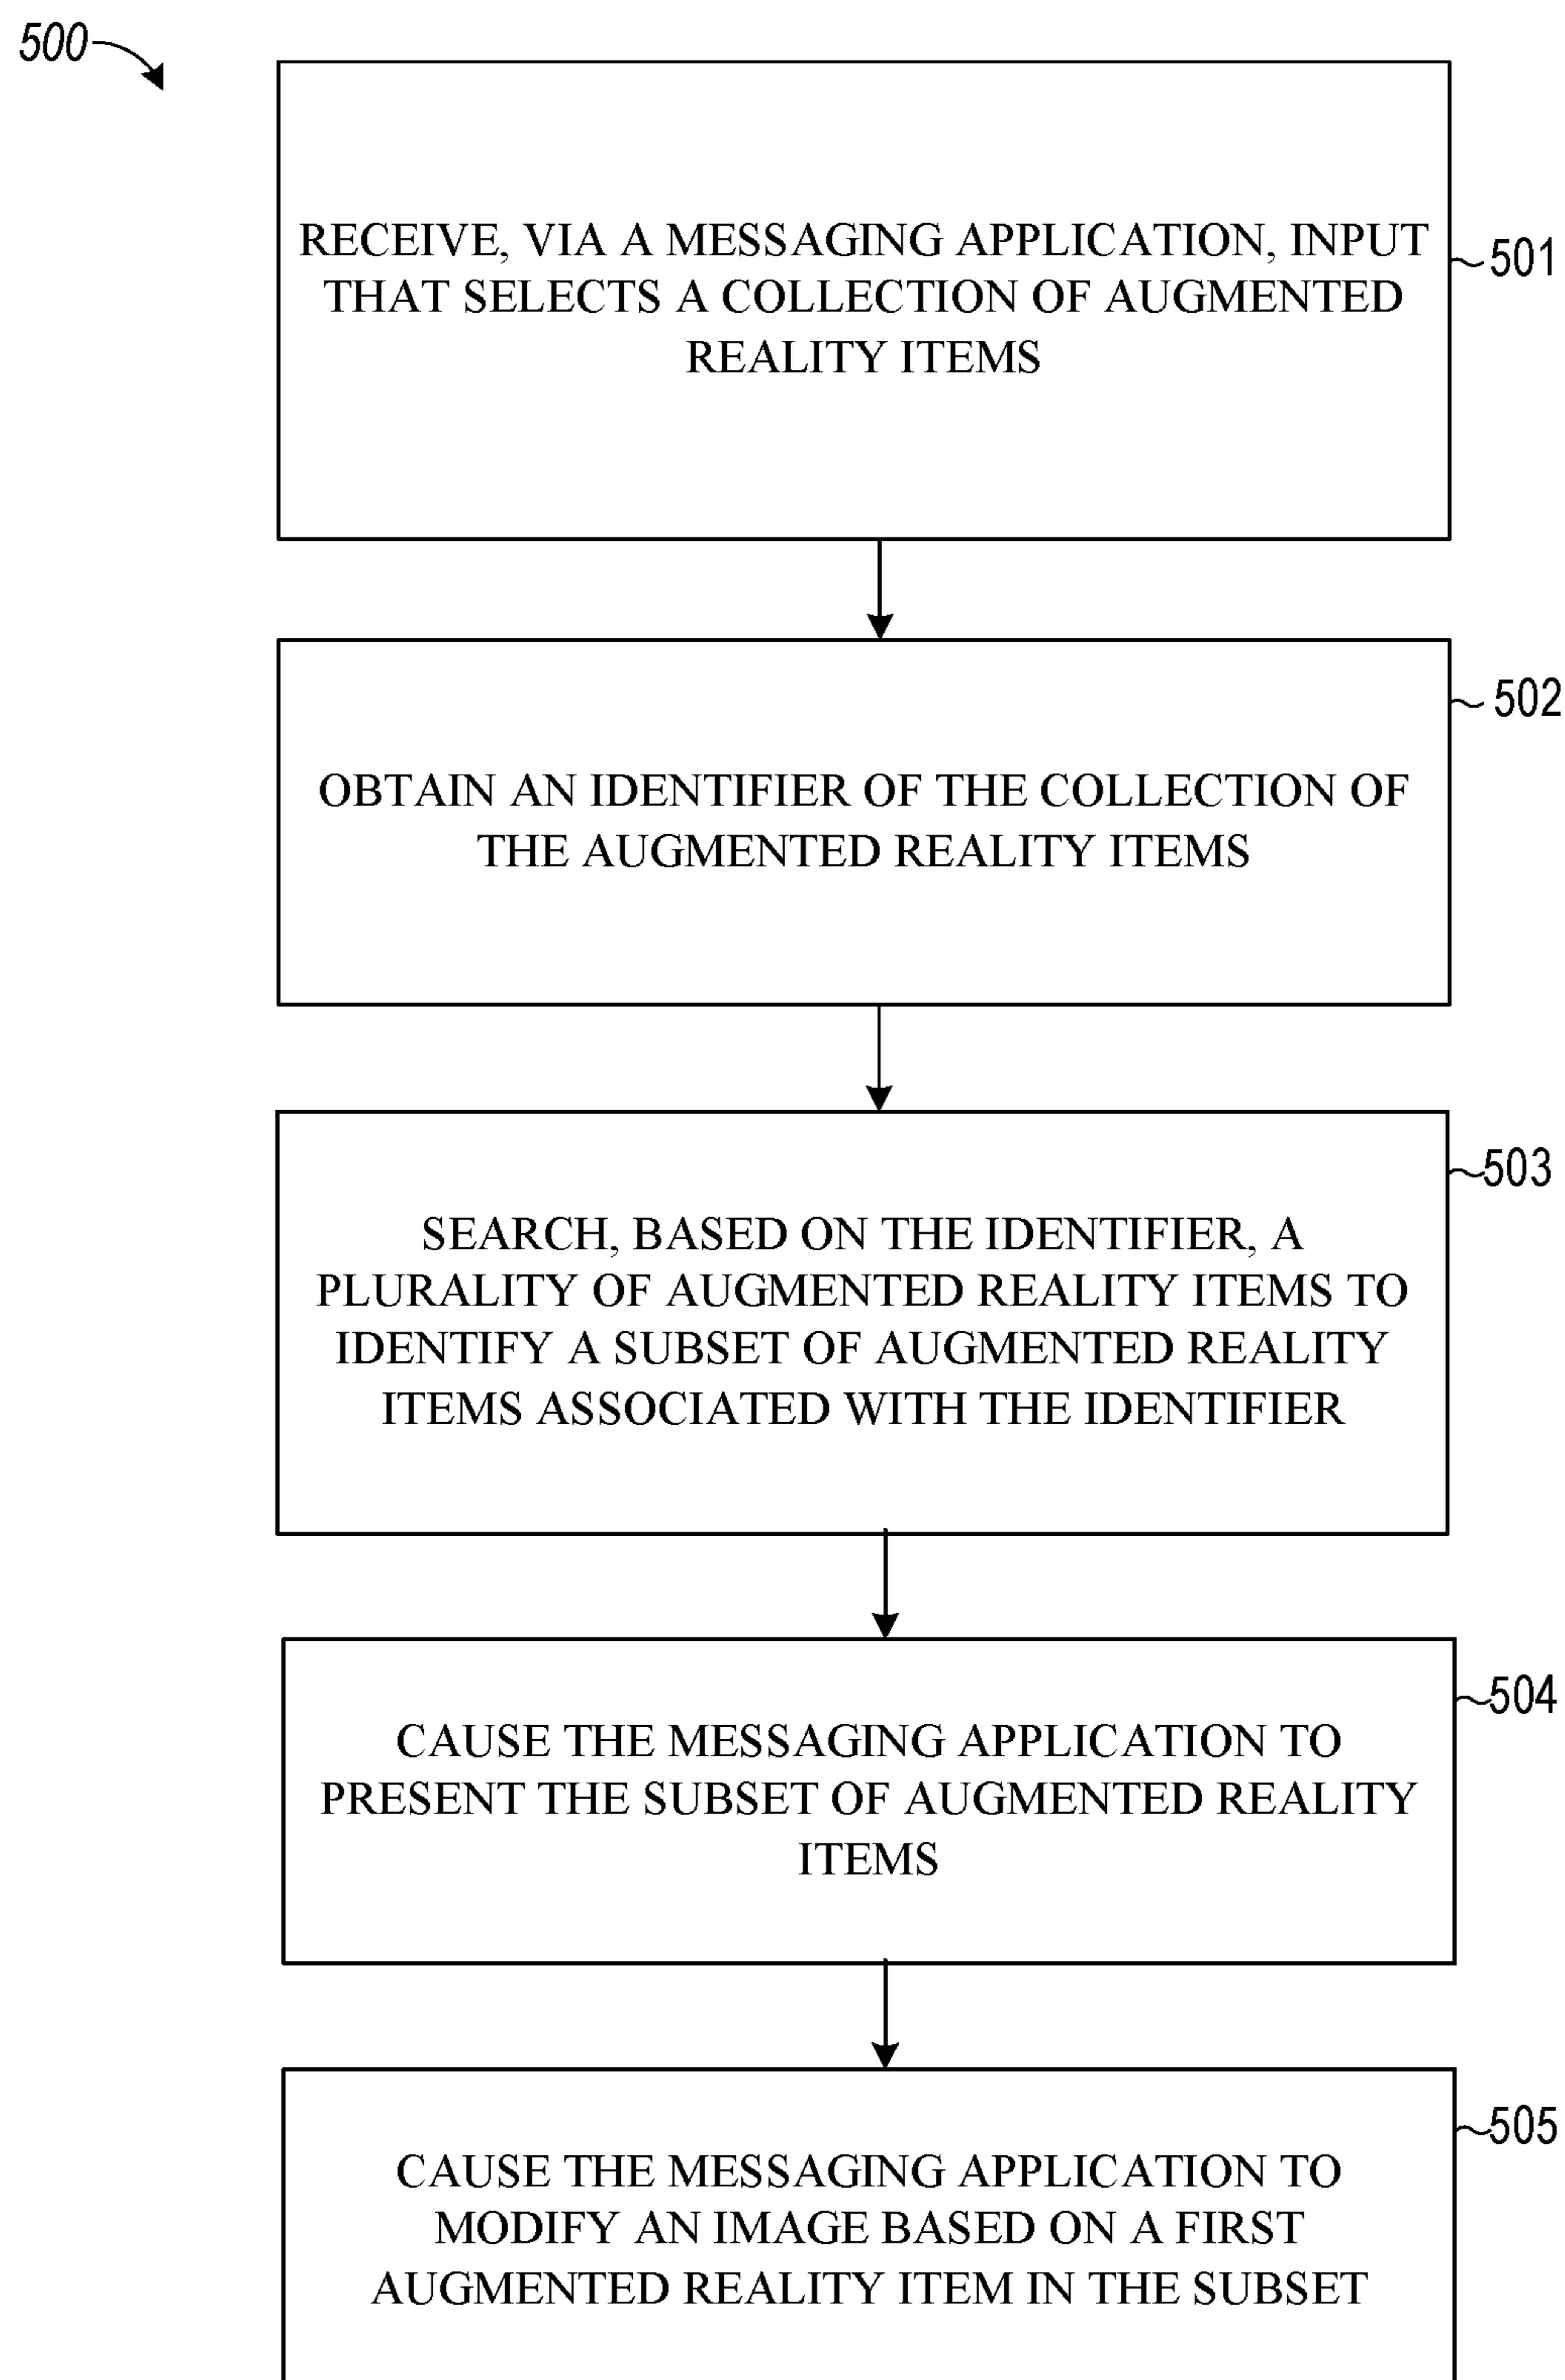 500
RECEIVE, VIA A MESSAGING APPLICATION, INPUT
THAT SELECTS A COLLECTION OF AUGMENTED
REALITY ITEMS
501
502
OBTAIN AN IDENTIFIER OF THE COLLECTION OF
THE AUGMENTED REALITY ITEMS
503
SEARCH, BASED ON THE IDENTIFIER, A
PLURALITY OF AUGMENTED REALITY ITEMS TO
IDENTIFY A SUBSET OF AUGMENTED REALITY
ITEMS ASSOCIATED WITH THE IDENTIFIER
504
CAUSE THE MESSAGING APPLICATION TO
PRESENT THE SUBSET OF AUGMENTED REALITY
ITEMS
505
CAUSE THE MESSAGING APPLICATION TO
MODIFY AN IMAGE BASED ON A FIRST
AUGMENTED REALITY ITEM IN THE SUBSET